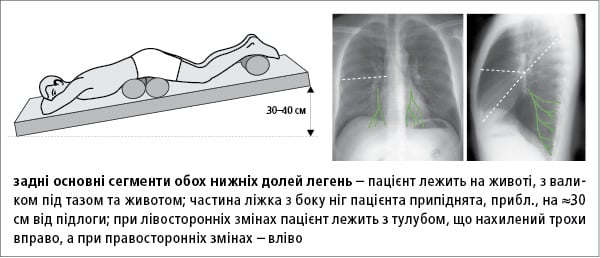 30–40 см
задні основні сегменти обох нижніх долей легень – пацієнт лежить на животі, з вали-
ком під тазом та животом; частина ліжка з боку ніг пацієнта припіднята, прибл., на ≈30
см від підлоги; при лівосторонніх змінах пацієнт лежить з тулубом, що нахилений трохи
вправо, а при правосторонніх змінах – вліво